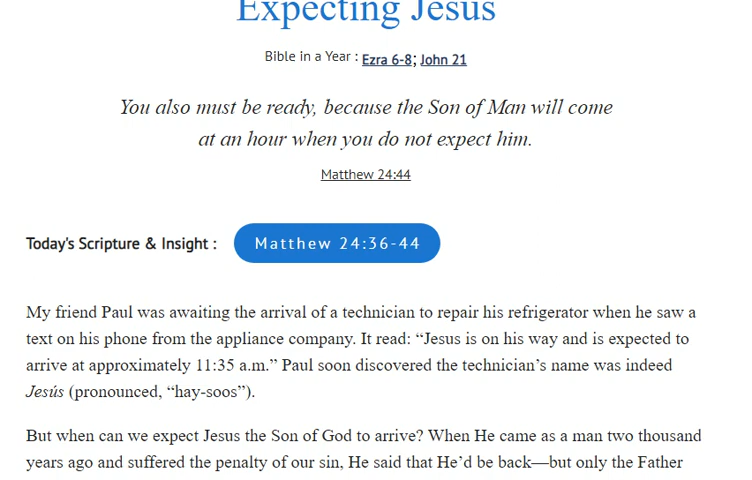 Expecting Jesus
Bible in a Year : Ezra 6-8; John 21
You also must be ready, because the Son of Man will come
at an hour when you do not expect him.
Matthew 24:44
Today's Scripture & Insight :
Matthew 24:36-44
My friend Paul was awaiting the arrival of a technician to repair his refrigerator when he saw a
text on his phone from the appliance company. It read: “Jesus is on his way and is expected to
arrive at approximately 11:35 a.m.” Paul soon discovered the technician’s name was indeed
Jesús (pronounced, “hay-soos”).
But when can we expect Jesus the Son of God to arrive? When He came as a man two thousand
years ago and suffered the penalty of our sin, He said that He’d be back—but only the Father